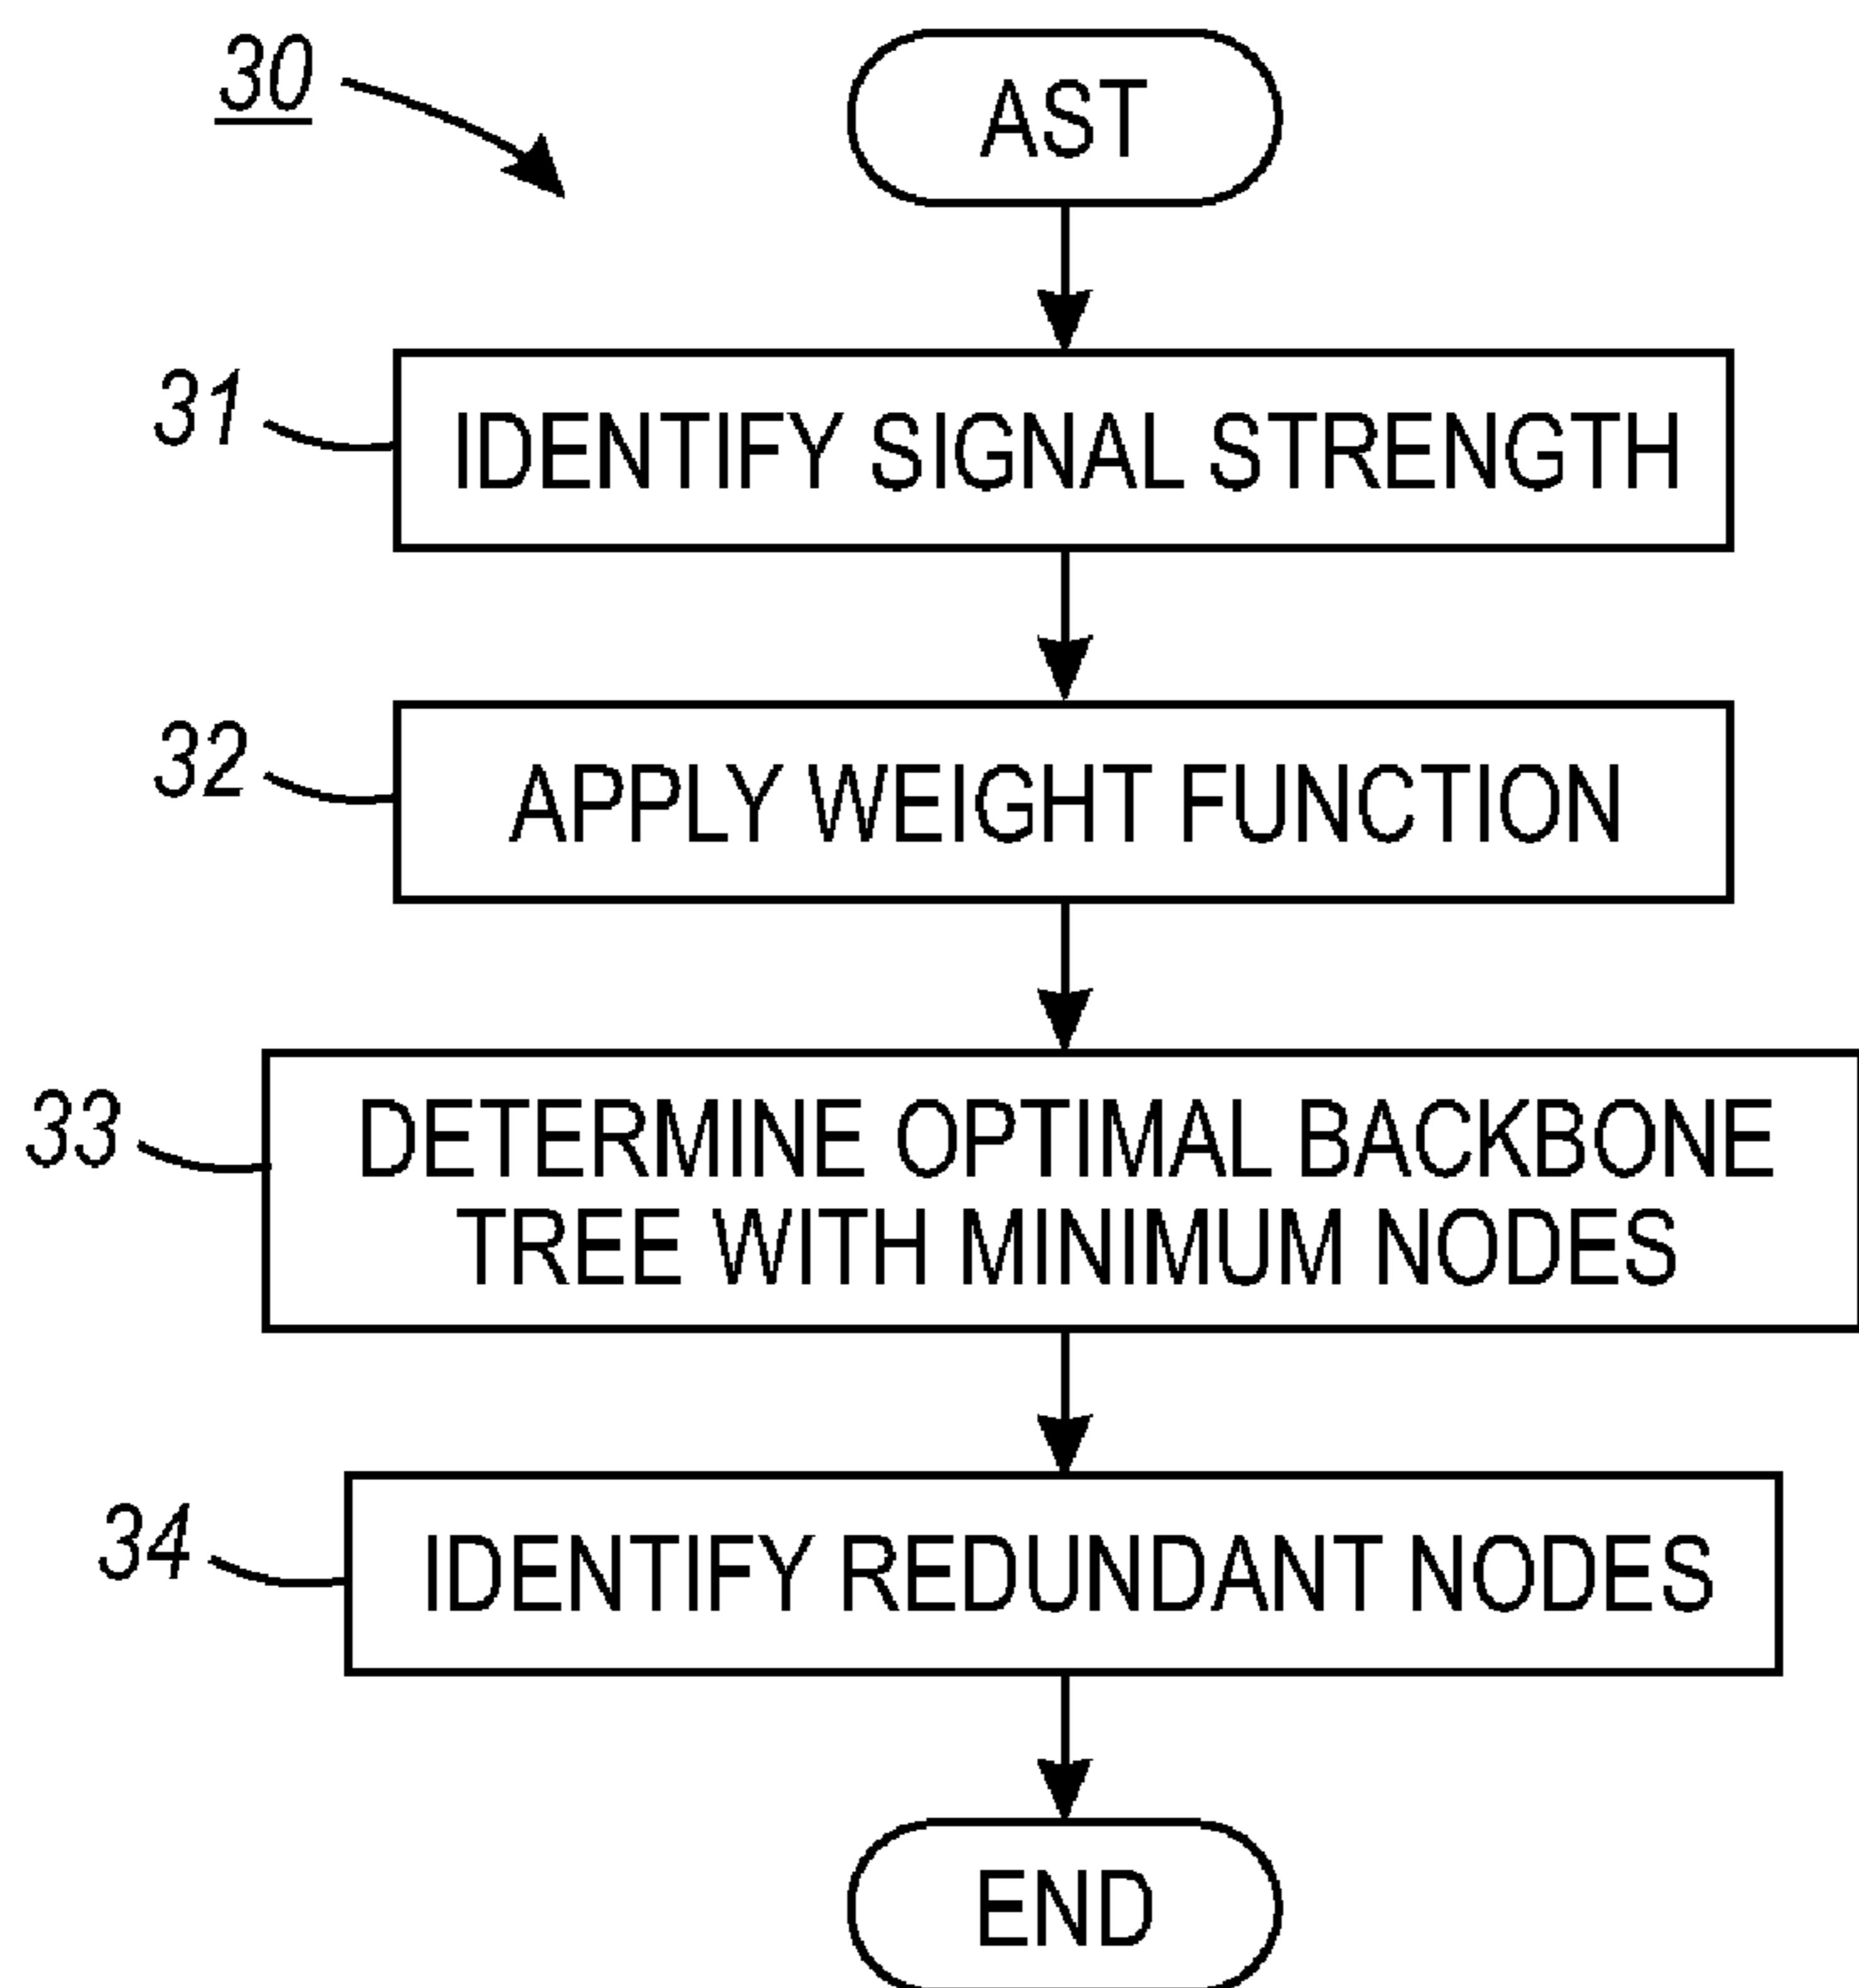 30
AST
31
IDENTIFY SIGNAL STRENGTH
32
APPLY WEIGHT FUNCTION
33
DETERMINE OPTIMAL BACKBONE
TREE WITH MINIMUM NODES
34
IDENTIFY REDUNDANT NODES
END